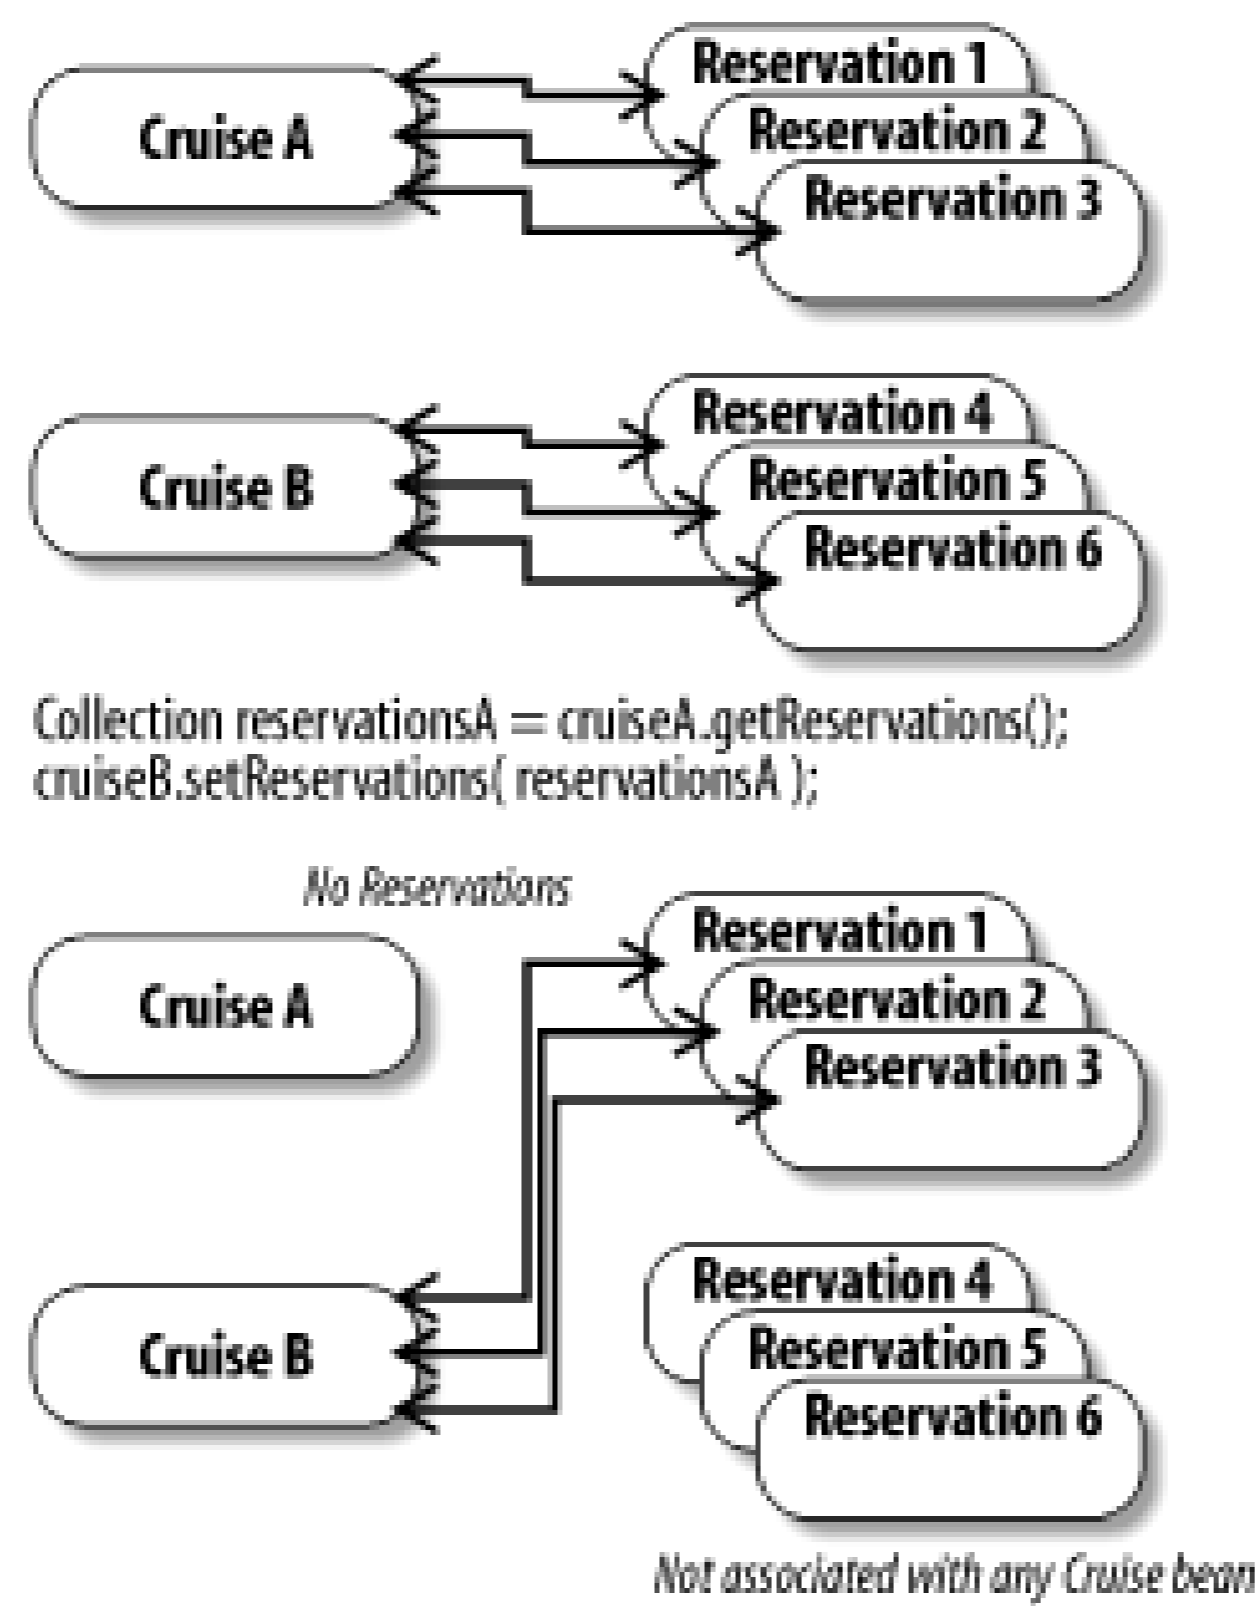 Reservation 1
Reservation 2
Cruise A
Reservation 3
Reservation 4
Reservation 5
Cruise B
Reservation 6
Collection reservationsA = cruiseA.getReservations();
cruiseB.setReservations( reservationsA );
No Reservations
Reservation 1
Reservation 2
Cruise A
Reservation 3
Reservation 4
Reservation 5
Cruise B
Reservation 6
Not associated with any Cruise bean